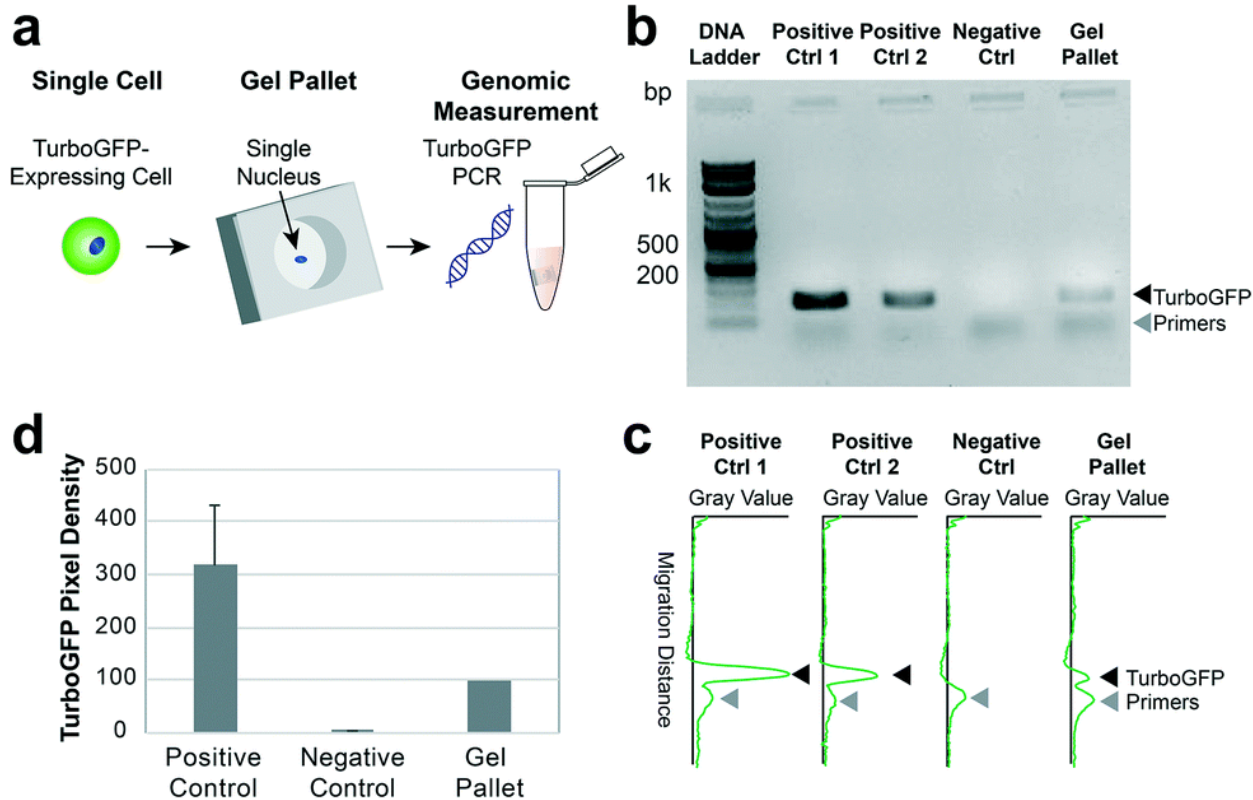 a
Single Cell
Gel Pallet
Genomic
Measurement
TurboGFP-
Expressing Cell
Single
Nucleus
TurboGFP
PCR
b
DNA
Ladder
Positive
Ctrl 1
Positive
Ctrl 2
Negative
Ctrl
Gel
Pallet
bp
1k
500
200
TurboGFP
Primers
d
TurboGFP Pixel Density
500
400
300
200
100
0
Positive
Control
Negative
Control
Gel
Pallet
c
Positive
Ctrl 1
Positive
Ctrl 2
Negative
Ctrl
Gel
Pallet
Gray Value
Gray Value
Gray Value
Gray Value
Migration Distance
TurboGFP
Primers